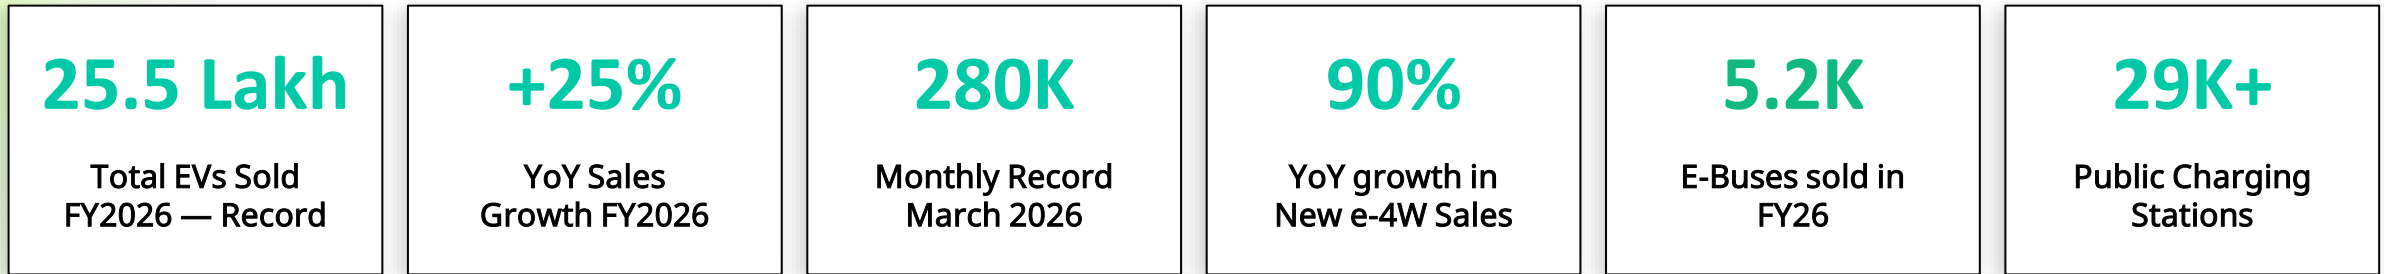 25.5 Lakh
Total EVs Sold
FY2026 — Record
+25%
YoY Sales
Growth FY2026
280K
Monthly Record
March 2026
90%
YoY growth in
New e-4W Sales
5.2K
E-Buses sold in
FY26
29K+
Public Charging
Stations